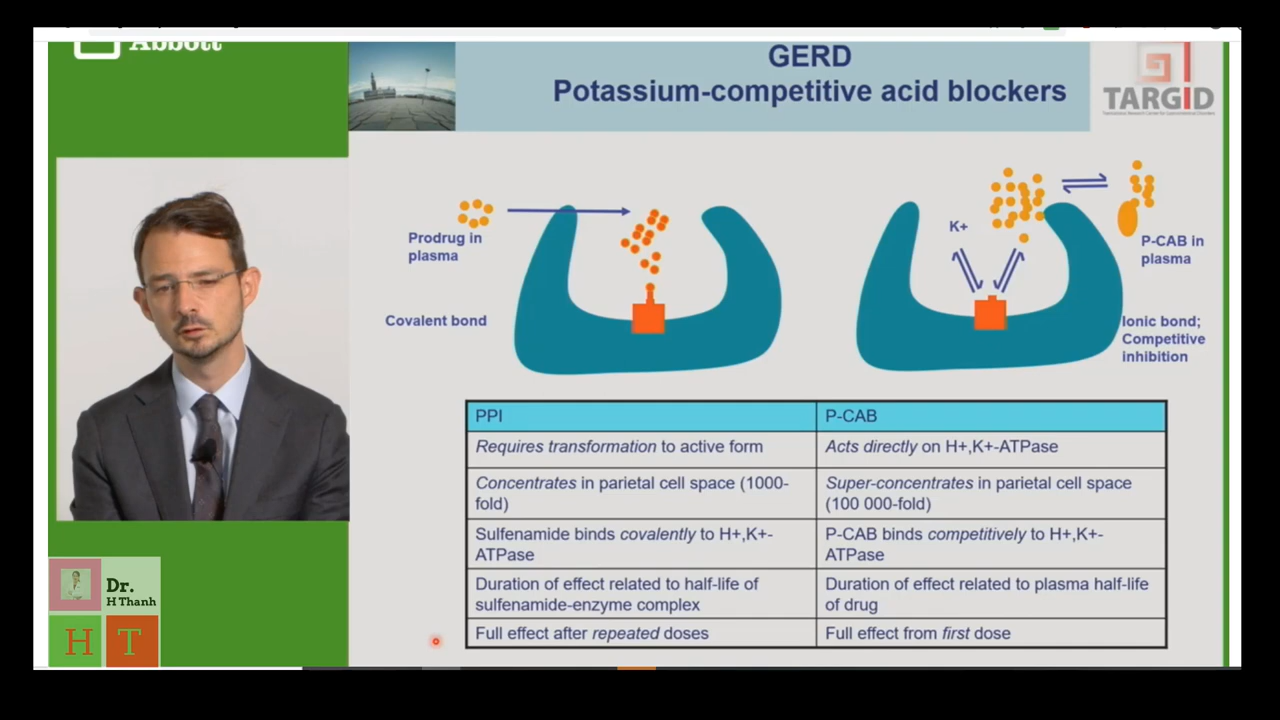 Abbott
GERD
Potassium-competitive acid blockers
TARGID
Prodrug in
plasma
Covalent bond
K+
P-CAB in
plasma
Ionic bond;
Competitive
inhibition
PPI
P-CAB
Requires transformation to active form
Acts directly on H+,K+-ATPase
Concentrates in parietal cell space (1000-
fold)
Super-concentrates in parietal cell space
(100 000-fold)
Sulfenamide binds covalently to H+,K+-
ATPase
P-CAB binds competitively to H+,K+-
ATPase
Duration of effect related to half-life of
sulfenamide-enzyme complex
Duration of effect related to plasma half-life
of drug
Full effect after repeated doses
Full effect from first dose
Dr.
H Thanh
H T